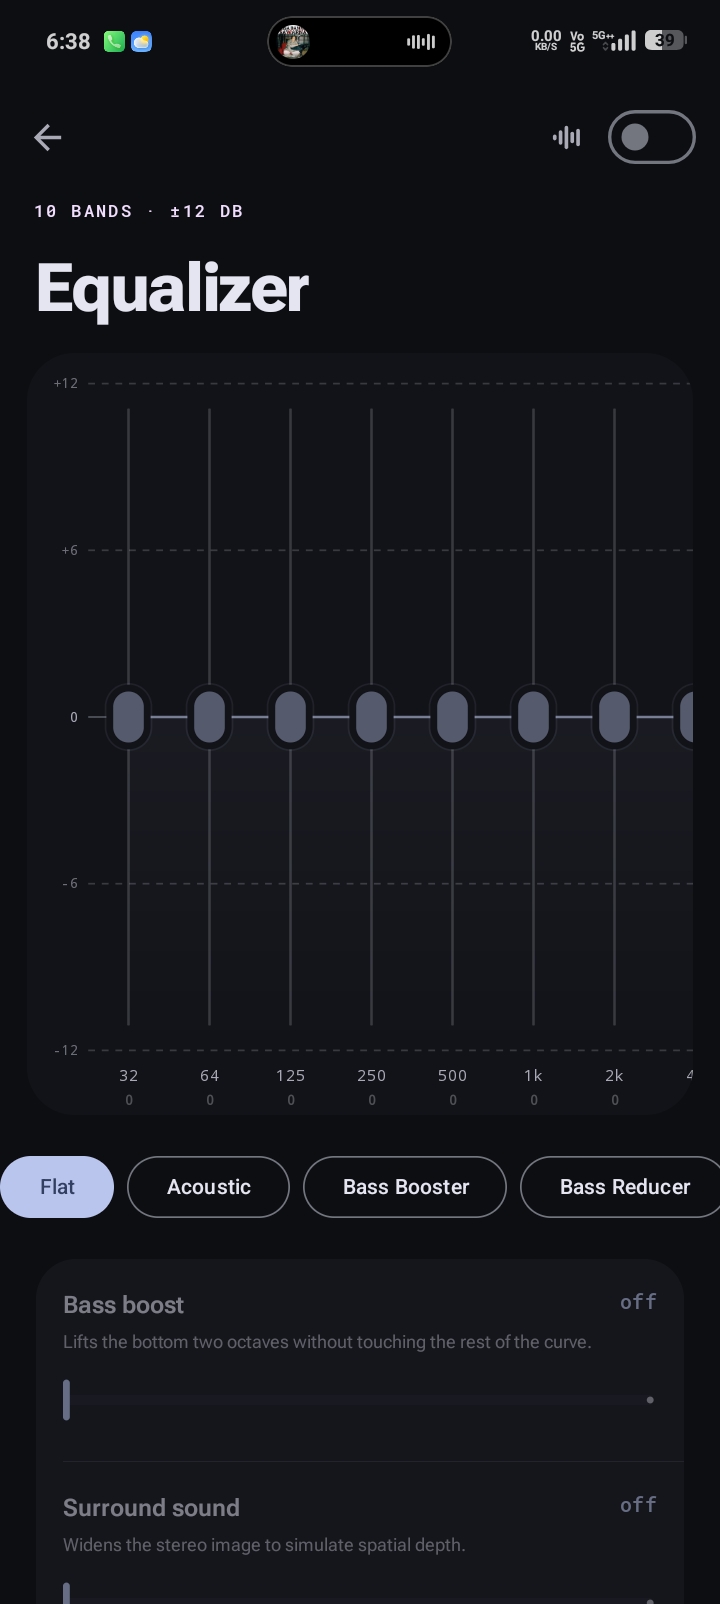 6:38
0.00 KB/S Vo 5G 5G++ 39
10 BANDS · ±12 DB
Equalizer
+12
+6
0
-6
-12
32 64 125 250 500 1k 2k 4
0 0 0 0 0 0 0
Flat Acoustic Bass Booster Bass Reducer
Bass boost off
Lifts the bottom two octaves without touching the rest of the curve.
Surround sound off
Widens the stereo image to simulate spatial depth.